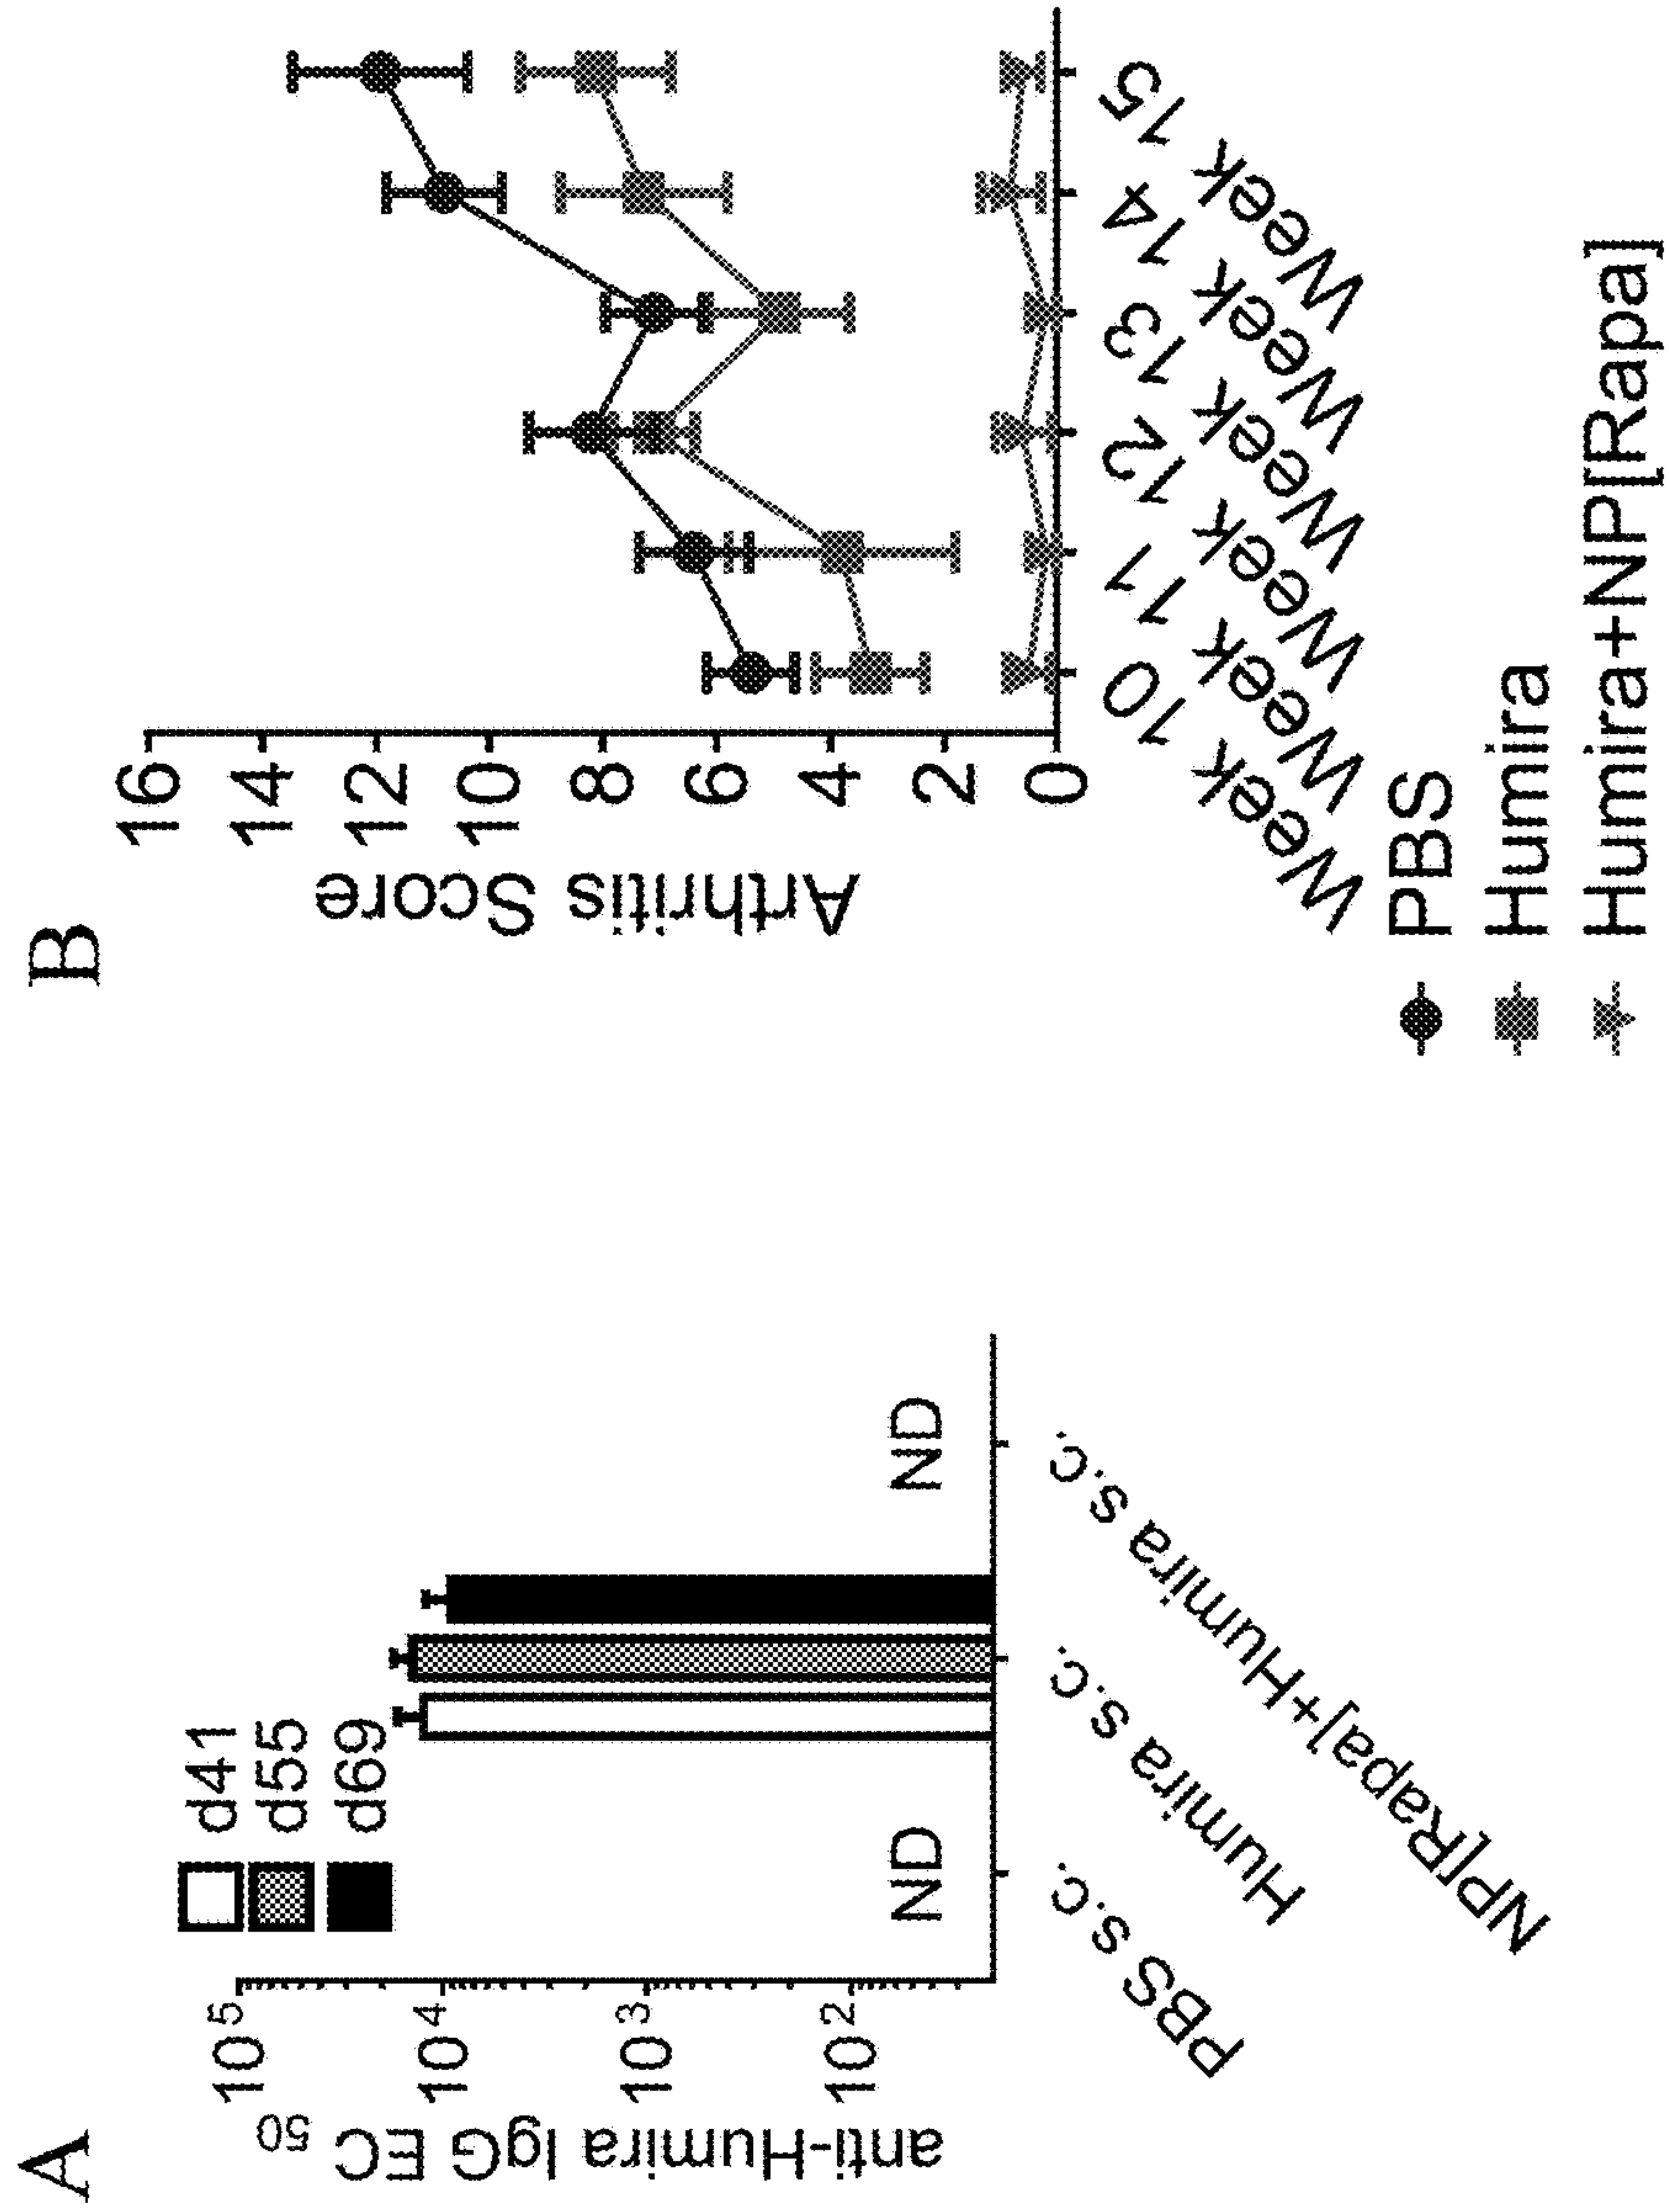 A
anti-Humira IgG EC50
10^5
10^4
10^3
10^2
d41
d55
d69
ND
ND
PBS s.c.
Humira s.c.
NP[Rapa]+Humira s.c.
B
Arthritis Score
16
14
12
10
8
6
4
2
0
Week 10
Week 11
Week 12
Week 13
Week 14
Week 15
PBS
Humira
Humira+NP[Rapa]